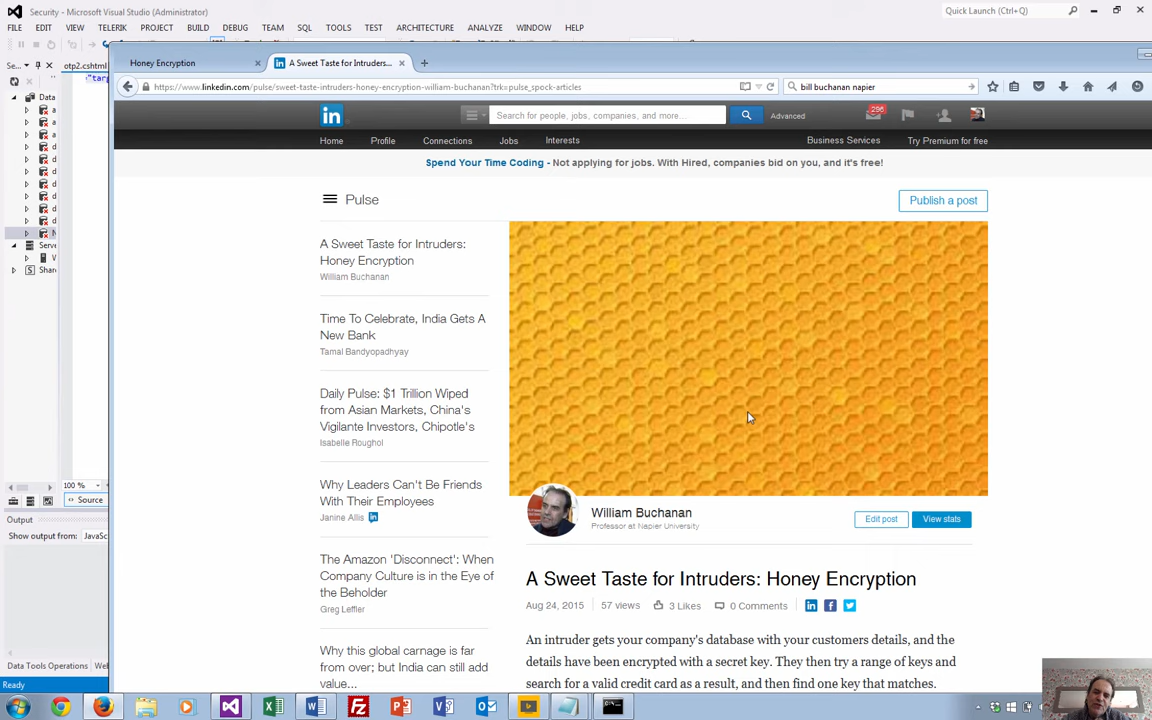 Security - Microsoft Visual Studio (Administrator)
Quick Launch (Ctrl+Q)
FILE EDIT VIEW TELERIK PROJECT BUILD DEBUG TEAM SQL TOOLS TEST ARCHITECTURE ANALYZE WINDOW HELP
Honey Encryption
A Sweet Taste for Intruders:...
otp2.cshtml
https://www.linkedin.com/pulse/sweet-taste-intruders-honey-encryption-william-buchanan?trk=pulse_spock-articles
bill buchanan napier
"targ
Data
in
Search for people, jobs, companies, and more...
Advanced
296
Home Profile Connections Jobs Interests
Business Services Try Premium for free
Spend Your Time Coding - Not applying for jobs. With Hired, companies bid on you, and it's free!
Pulse
Publish a post
A Sweet Taste for Intruders:
Honey Encryption
William Buchanan
Time To Celebrate, India Gets A
New Bank
Tamal Bandyopadhyay
Daily Pulse: $1 Trillion Wiped
from Asian Markets, China's
Vigilante Investors, Chipotle's
Isabelle Roughol
Why Leaders Can't Be Friends
With Their Employees
Janine Allis in
The Amazon 'Disconnect': When
Company Culture is in the Eye of
the Beholder
Greg Leffler
Why this global carnage is far
from over; but India can still add
value...
William Buchanan
Professor at Napier University
Edit post
View stats
A Sweet Taste for Intruders: Honey Encryption
Aug 24, 2015 57 views 3 Likes 0 Comments
An intruder gets your company's database with your customers details, and the
details have been encrypted with a secret key. They then try a range of keys and
search for a valid credit card as a result, and then find one key that matches.
100 %
Source
Output
Show output from: JavaSc
Data Tools Operations
Web
Ready